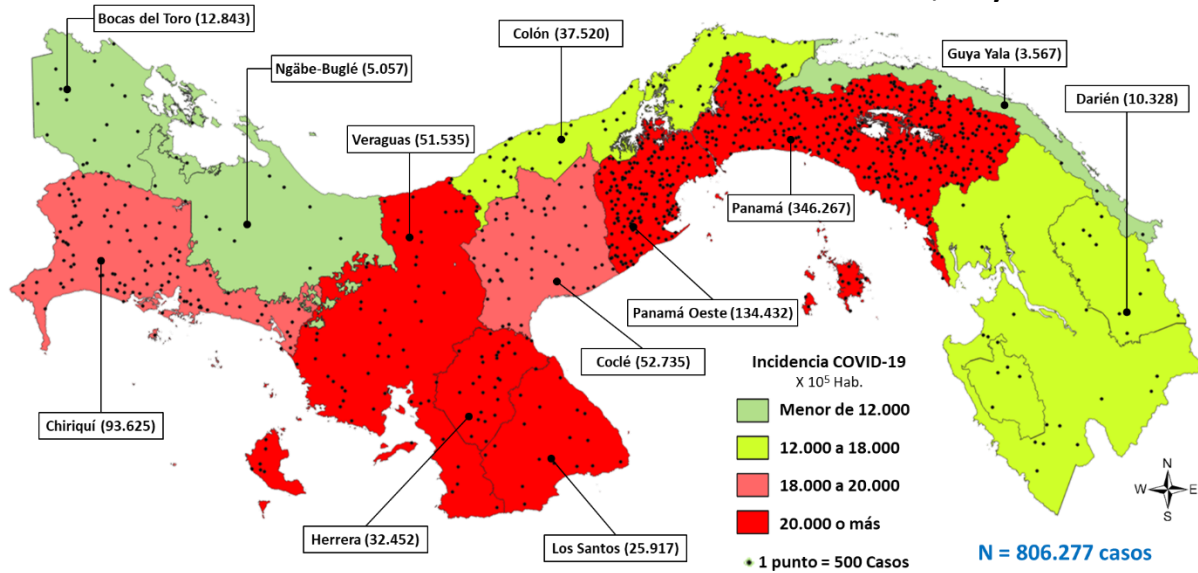 Bocas del Toro (12.843)
Colón (37.520)
Ngäbe-Buglé (5.057)
Guya Yala (3.567)
Darién (10.328)
Veraguas (51.535)
Panamá (346.267)
Panamá Oeste (134.432)
Coclé (52.735)
Chiriquí (93.625)
Herrera (32.452)
Los Santos (25.917)
Incidencia COVID-19
X 10⁵ Hab.
Menor de 12.000
12.000 a 18.000
18.000 a 20.000
20.000 o más
1 punto = 500 Casos
N
W E
S
N = 806.277 casos